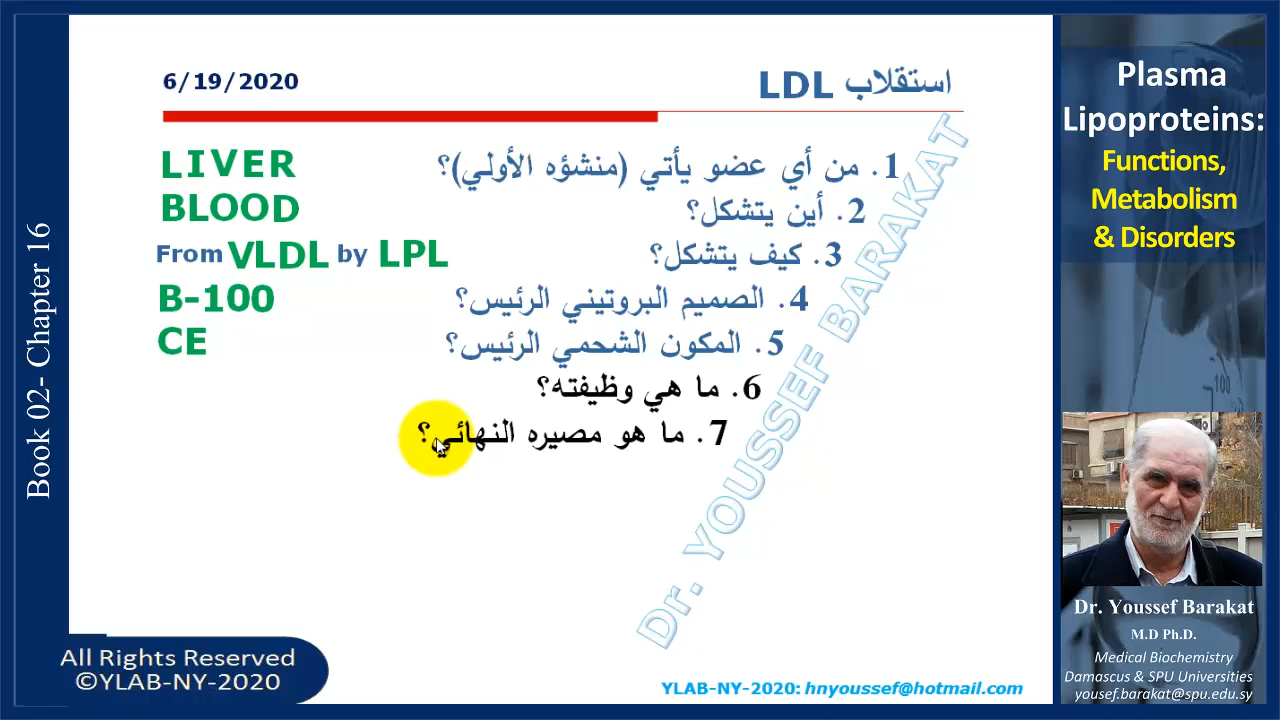 6/19/2020
استقلاب LDL
1. من أي عضو يأتي (منشؤه الأولي)؟
LIVER
2. أين يتشكل؟
BLOOD
3. كيف يتشكل؟
From VLDL by LPL
4. الصميم البروتيني الرئيس؟
B-100
5. المكون الشحمي الرئيس؟
CE
6. ما هي وظيفته؟
7. ما هو مصيره النهائي؟
Dr. YOUSSEF BARAKAT
Book 02- Chapter 16
All Rights Reserved
©YLAB-NY-2020
YLAB-NY-2020: hnyoussef@hotmail.com
Plasma
Lipoproteins:
Functions,
Metabolism
& Disorders
100
Dr. Youssef Barakat
M.D Ph.D.
Medical Biochemistry
Damascus & SPU Universities
yousef.barakat@spu.edu.sy